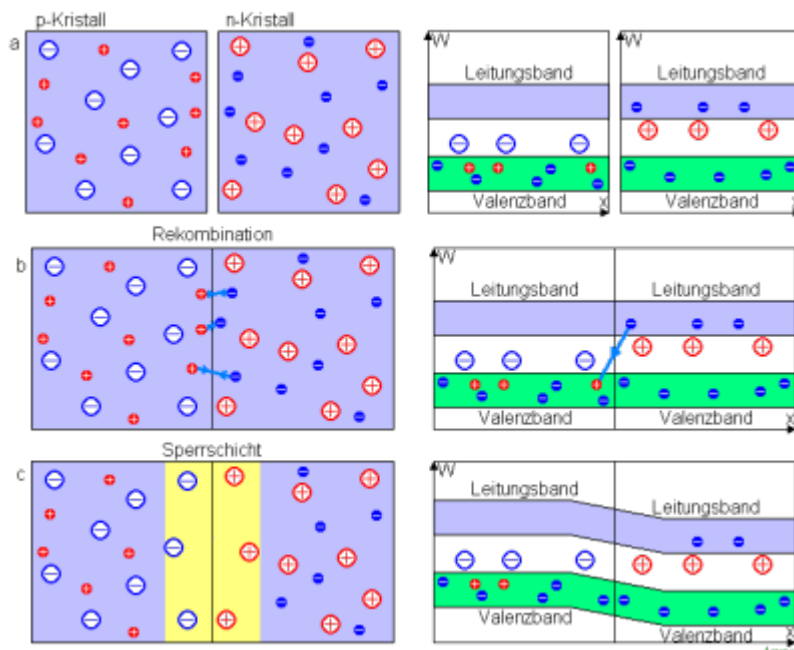 p-Kristall n-Kristall
a
W W
Leitungsband Leitungsband
Valenzband x Valenzband x
Rekombination
b
W
Leitungsband Leitungsband
Valenzband Valenzband x
Sperrschicht
c
W
Leitungsband
Leitungsband
Valenzband
Valenzband x